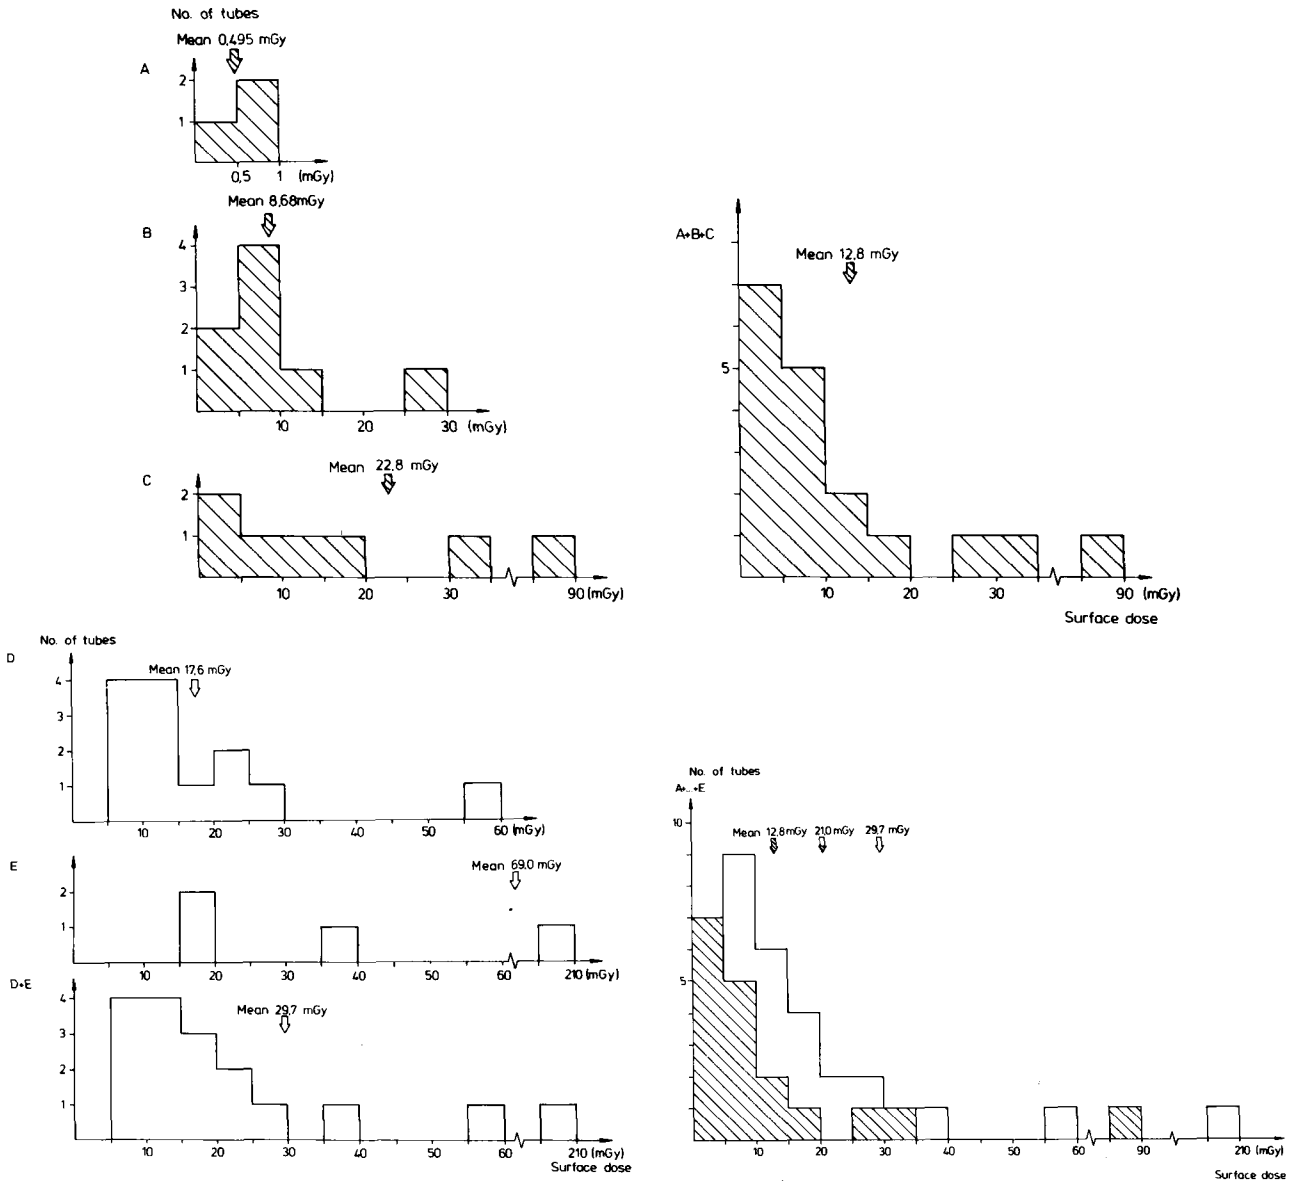 No. of tubes
Mean 0,495 mGy
A
2
1
0,5 1 (mGy)
Mean 8,68mGy
B
4
3
2
1
10 20 30 (mGy)
Mean 22,8 mGy
C
2
1
10 20 30 90 (mGy)
A+B+C
Mean 12,8 mGy
5
10 20 30 90 (mGy)
Surface dose
No. of tubes
D
Mean 17,6 mGy
4
3
2
1
10 20 30 40 50 60 (mGy)
E
Mean 69.0 mGy
2
1
10 20 30 40 50 60 210 (mGy)
D+E
Mean 29,7 mGy
4
3
2
1
10 20 30 40 50 60 210 (mGy)
Surface dose
No. of tubes
A+...+E
10
Mean 12,8mGy 21,0 mGy 29,7 mGy
5
10 20 30 40 50 60 90 210 (mGy)
Surface dose